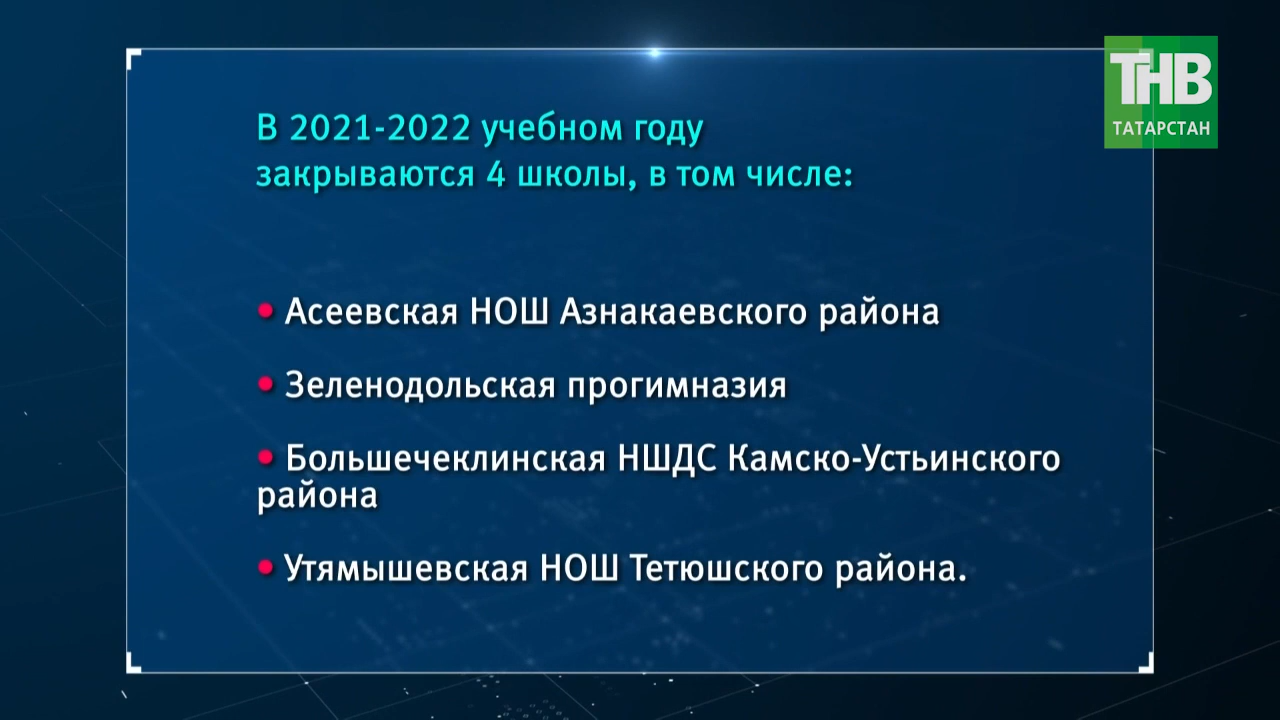 ТНВ
ТАТАРСТАН
В 2021-2022 учебном году
закрываются 4 школы, в том числе:
• Асеевская НОШ Азнакаевского района
• Зеленодольская прогимназия
• Большечеклинская НШДС Камско-Устьинского
района
• Утямышевская НОШ Тетюшского района.